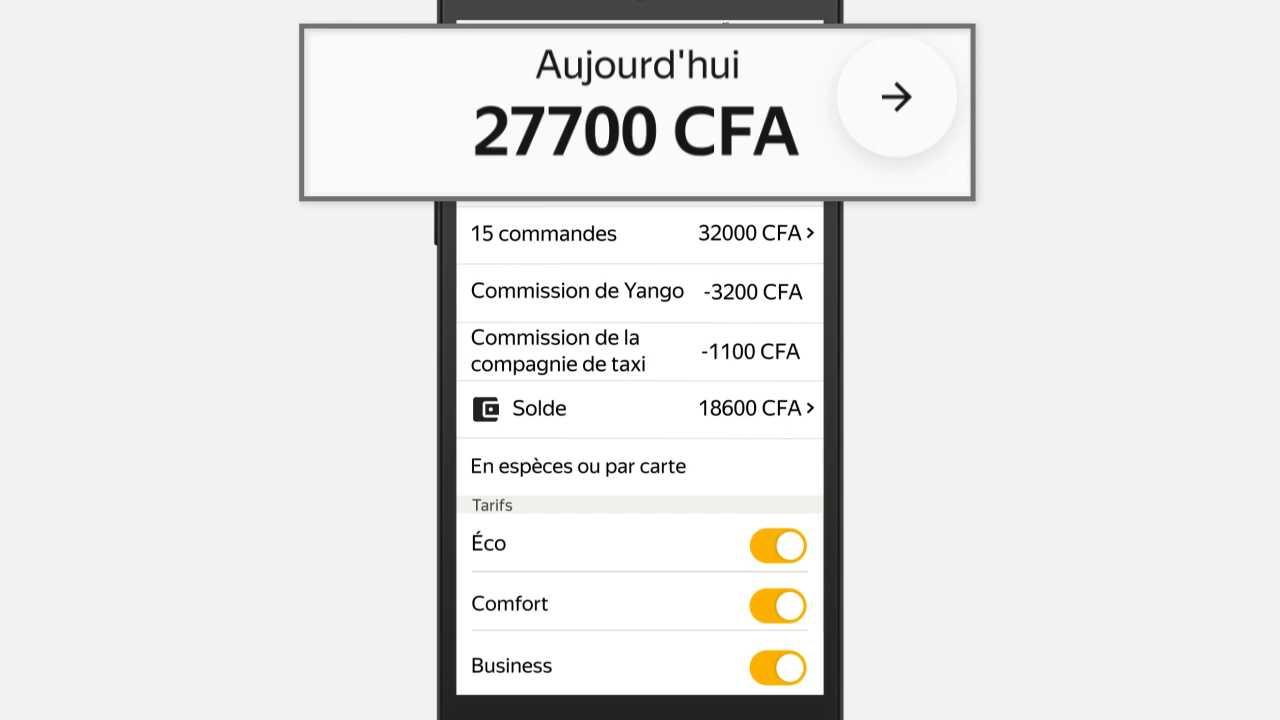 Aujourd'hui
27700 CFA
15 commandes 32000 CFA
Commission de Yango -3200 CFA
Commission de la
compagnie de taxi -1100 CFA
Solde 18600 CFA
En espèces ou par carte
Tarifs
Éco
Comfort
Business